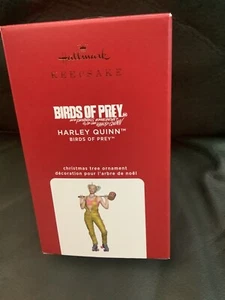 Hallmark
KEEPSAKE
BIRDS OF PREY
HARLEY QUINN™
BIRDS OF PREY™
christmas tree ornament
décoration pour l'arbre de noël